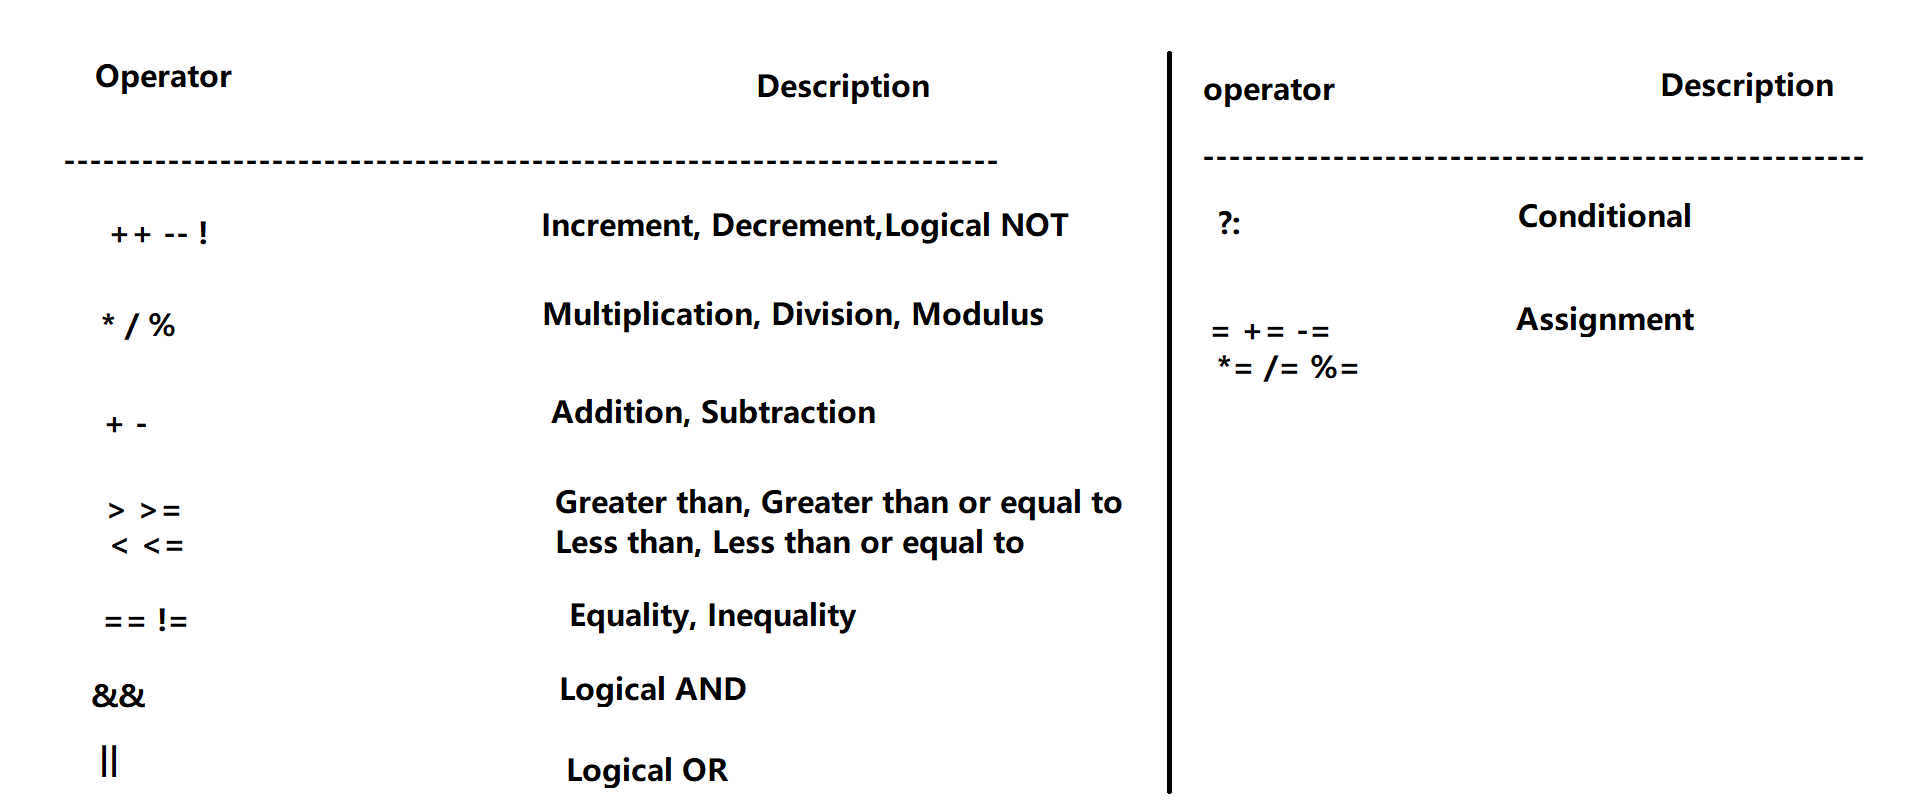 Operator Description
------------------------------------------------------------------------
++ -- ! Increment, Decrement,Logical NOT
* / % Multiplication, Division, Modulus
+ - Addition, Subtraction
> >= Greater than, Greater than or equal to
< <= Less than, Less than or equal to
== != Equality, Inequality
&& Logical AND
|| Logical OR
operator Description
---------------------------------------------------
?: Conditional
= += -= Assignment
*= /= %=